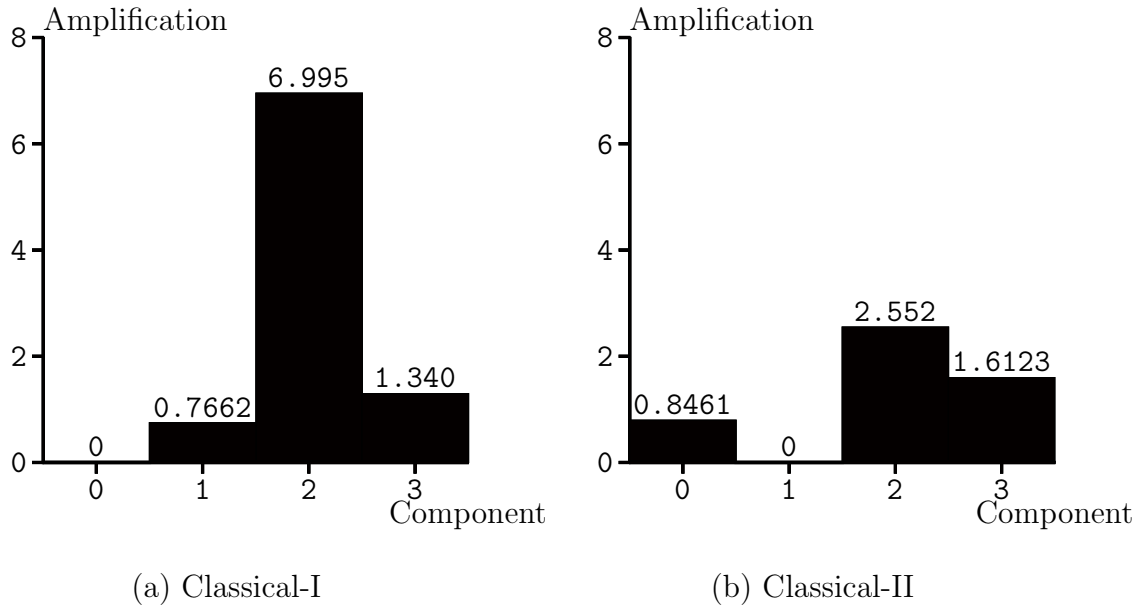 Amplification
8
6
4
2
0
6.995
1.340
0.7662
0
0 1 2 3
Component
(a) Classical-I
Amplification
8
6
4
2
0
2.552
1.6123
0.8461
0
0 1 2 3
Component
(b) Classical-II